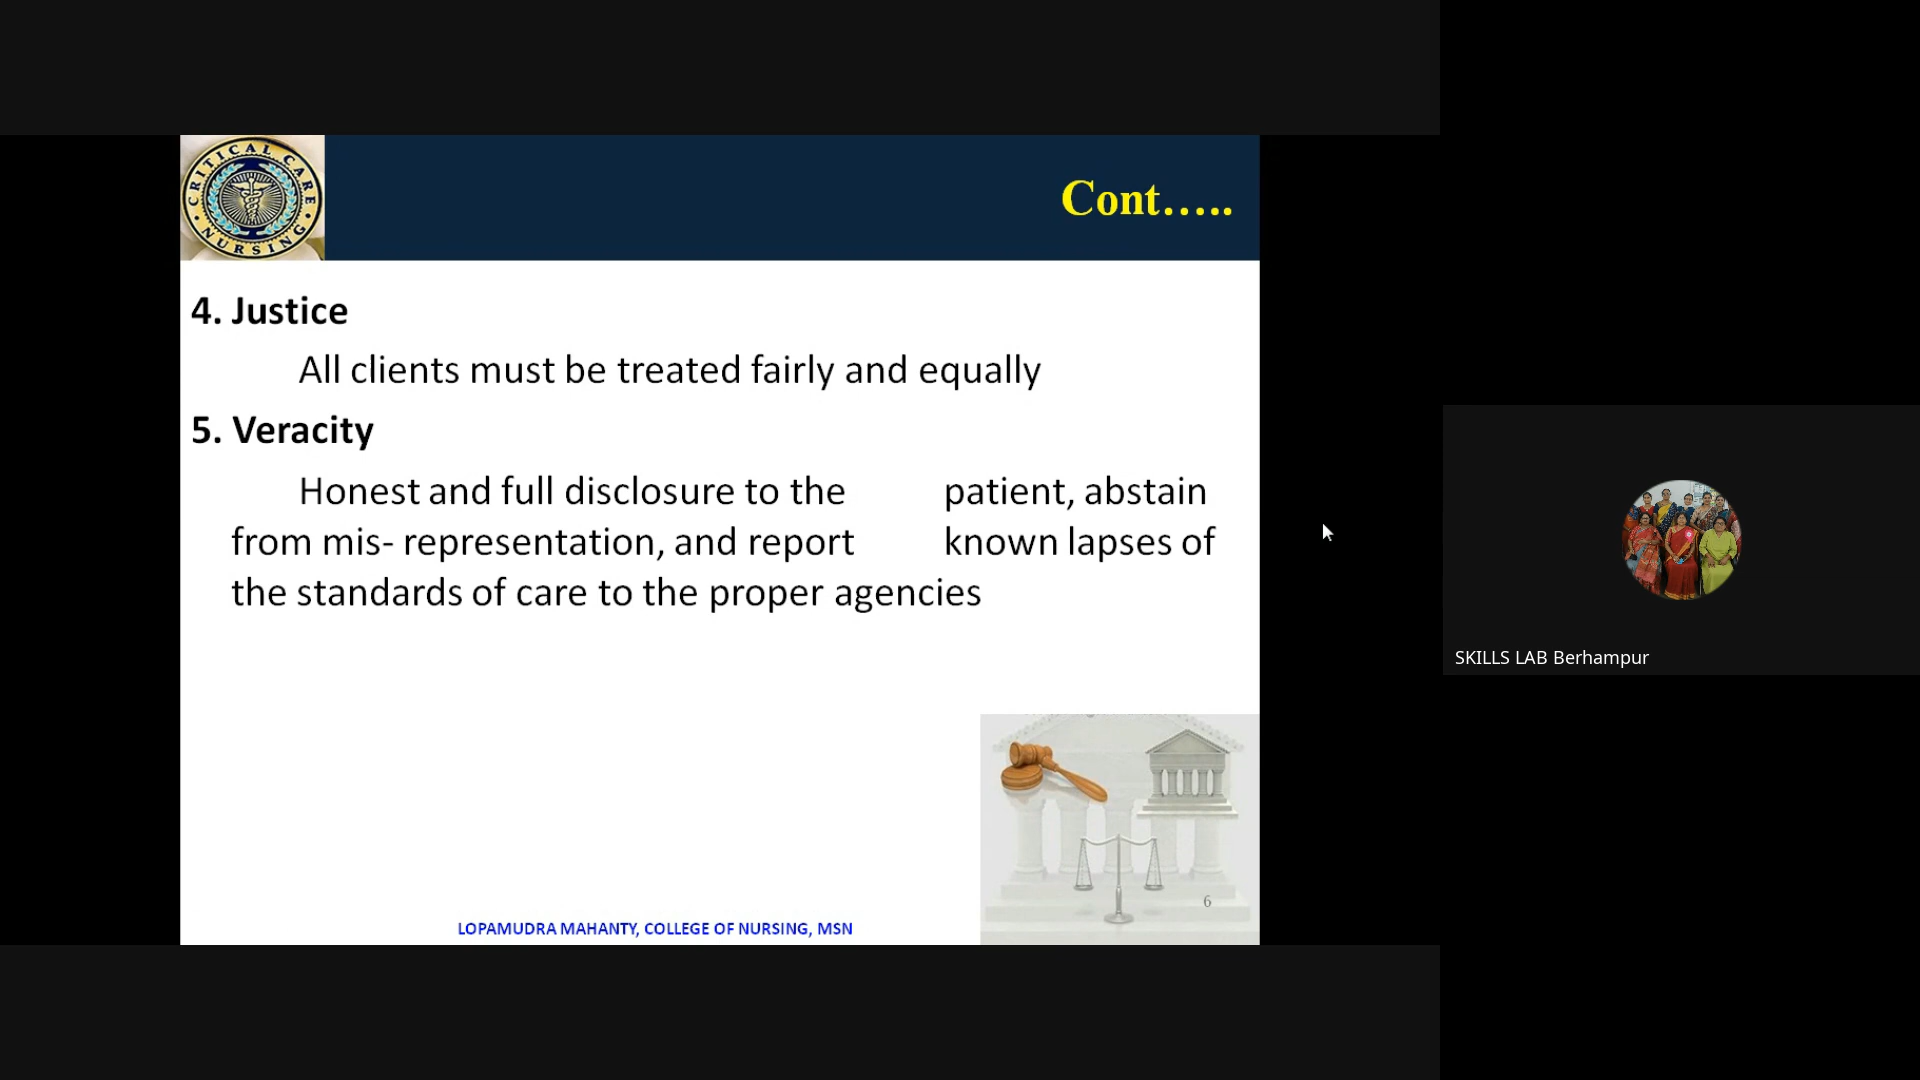 CRITICAL CARE
NURSING
Cont.....
4. Justice
All clients must be treated fairly and equally
5. Veracity
Honest and full disclosure to the patient, abstain
from mis- representation, and report known lapses of
the standards of care to the proper agencies
6
LOPAMUDRA MAHANTY, COLLEGE OF NURSING, MSN
SKILLS LAB Berhampur